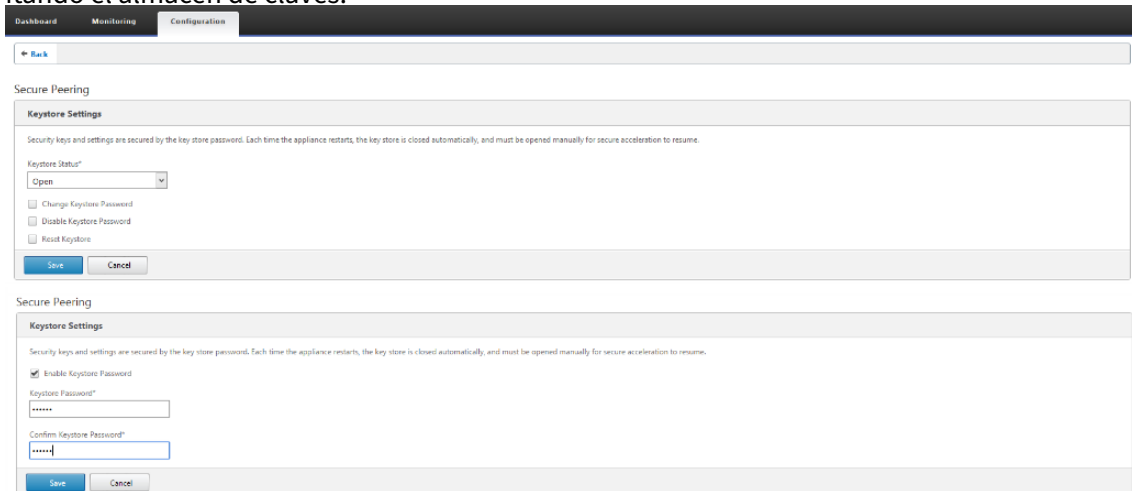 itando el almacén de claves.
Dashboard Monitoring Configuration
← Back
Secure Peering
Keystore Settings
Security keys and settings are secured by the key store password. Each time the appliance restarts, the key store is closed automatically, and must be opened manually for secure acceleration to resume.
Keystore Status*
Open
Change Keystore Password
Disable Keystore Password
Reset Keystore
Save Cancel
Secure Peering
Keystore Settings
Security keys and settings are secured by the key store password. Each time the appliance restarts, the key store is closed automatically, and must be opened manually for secure acceleration to resume.
Enable Keystore Password
Keystore Password*
••••••
Confirm Keystore Password*
••••••
Save Cancel